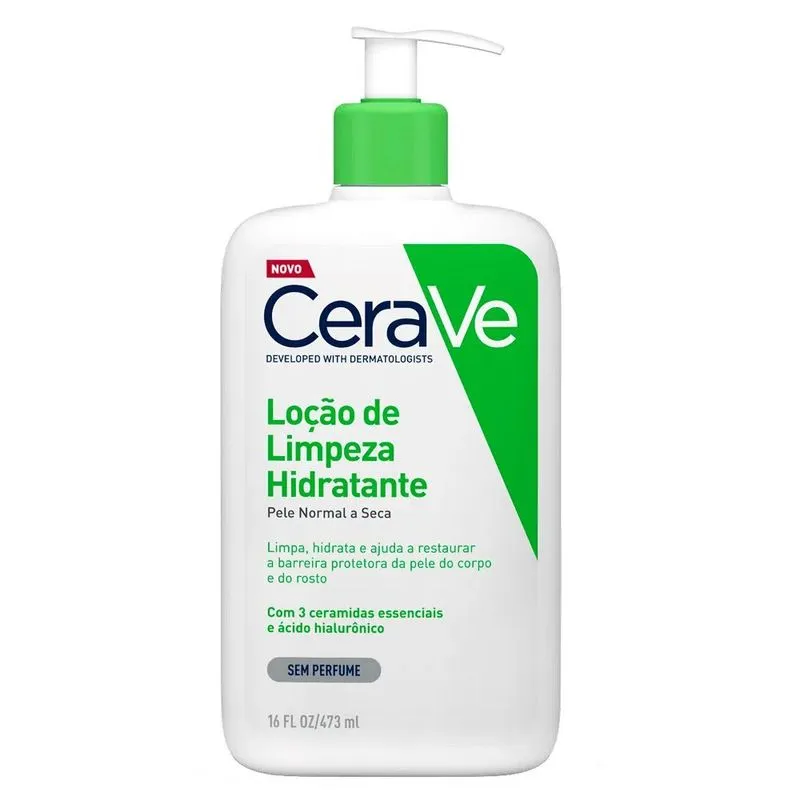 NOVO
CeraVe
DEVELOPED WITH DERMATOLOGISTS
Loção de
Limpeza
Hidratante
Pele Normal a Seca
Limpa, hidrata e ajuda a restaurar
a barreira protetora da pele do corpo
e do rosto
Com 3 ceramidas essenciais
e ácido hialurônico
SEM PERFUME
16 FL OZ/473 ml